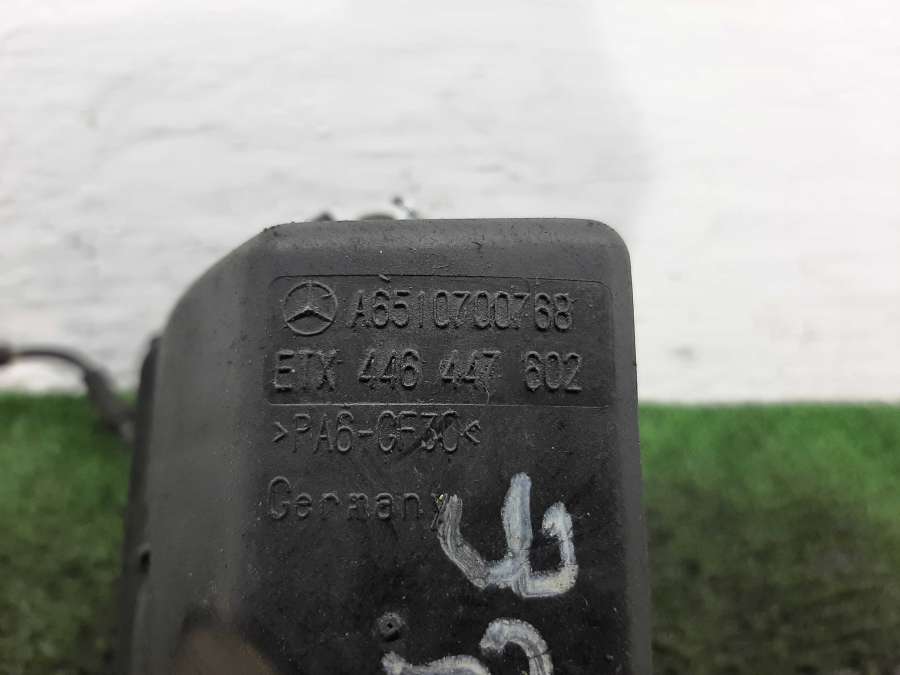 A6510700768
ETX 446 447 602
>PA6-GF30<
Germany